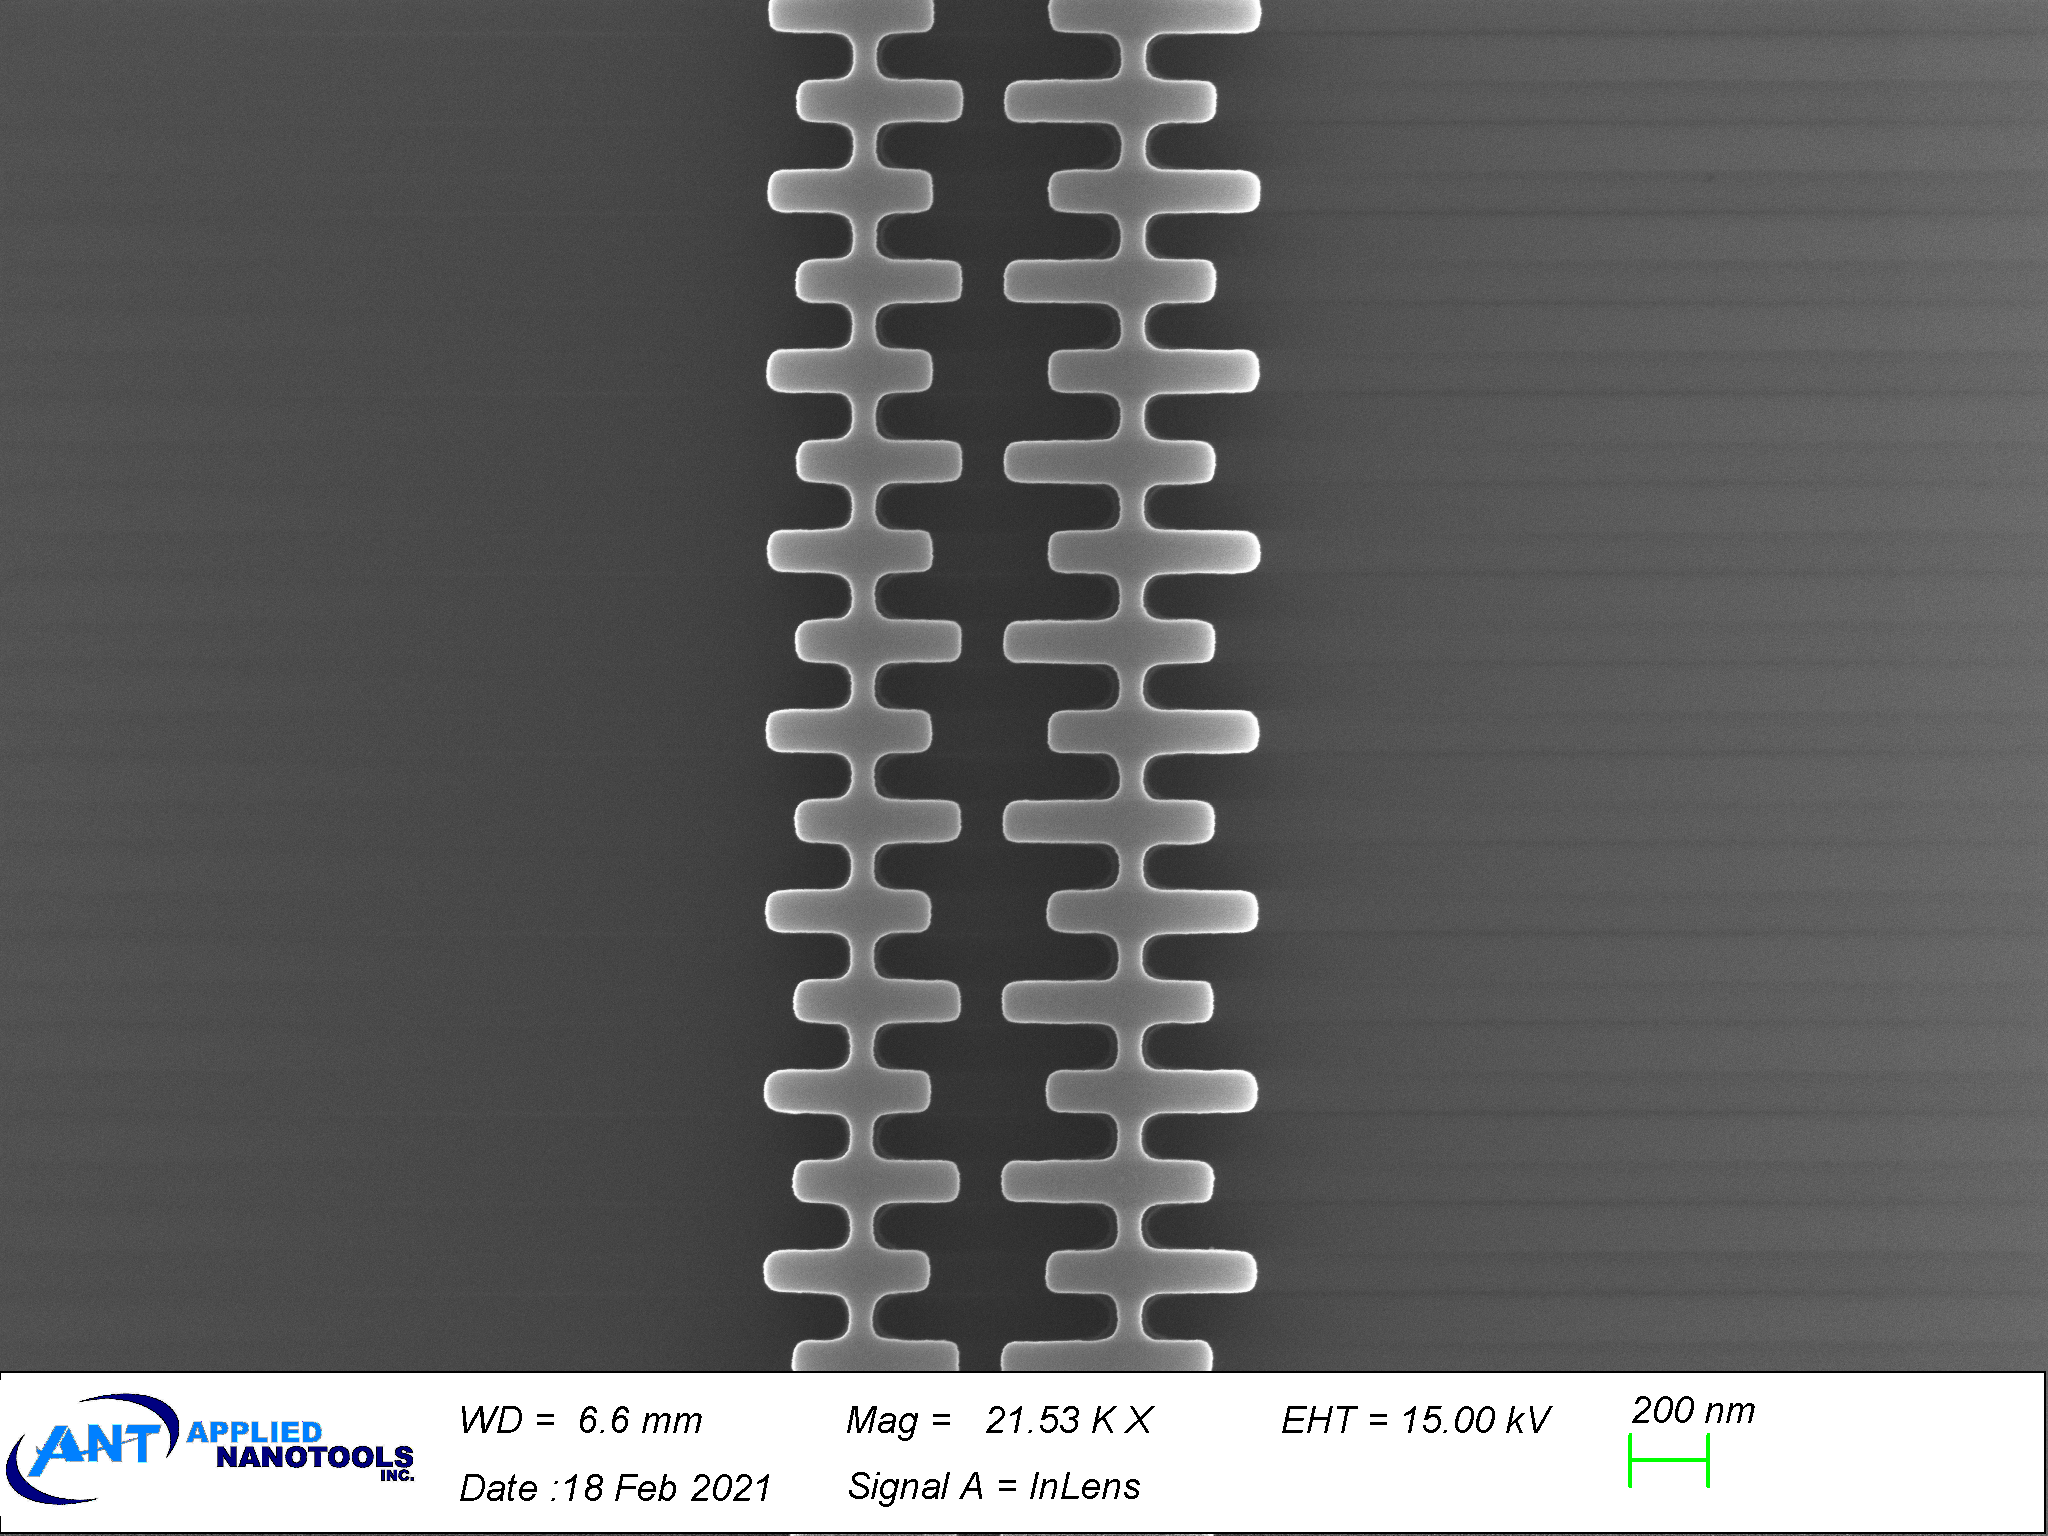 ANT APPLIED
NANOTOOLS
INC.
WD = 6.6 mm Mag = 21.53 K X EHT = 15.00 kV 200 nm
Date :18 Feb 2021 Signal A = InLens